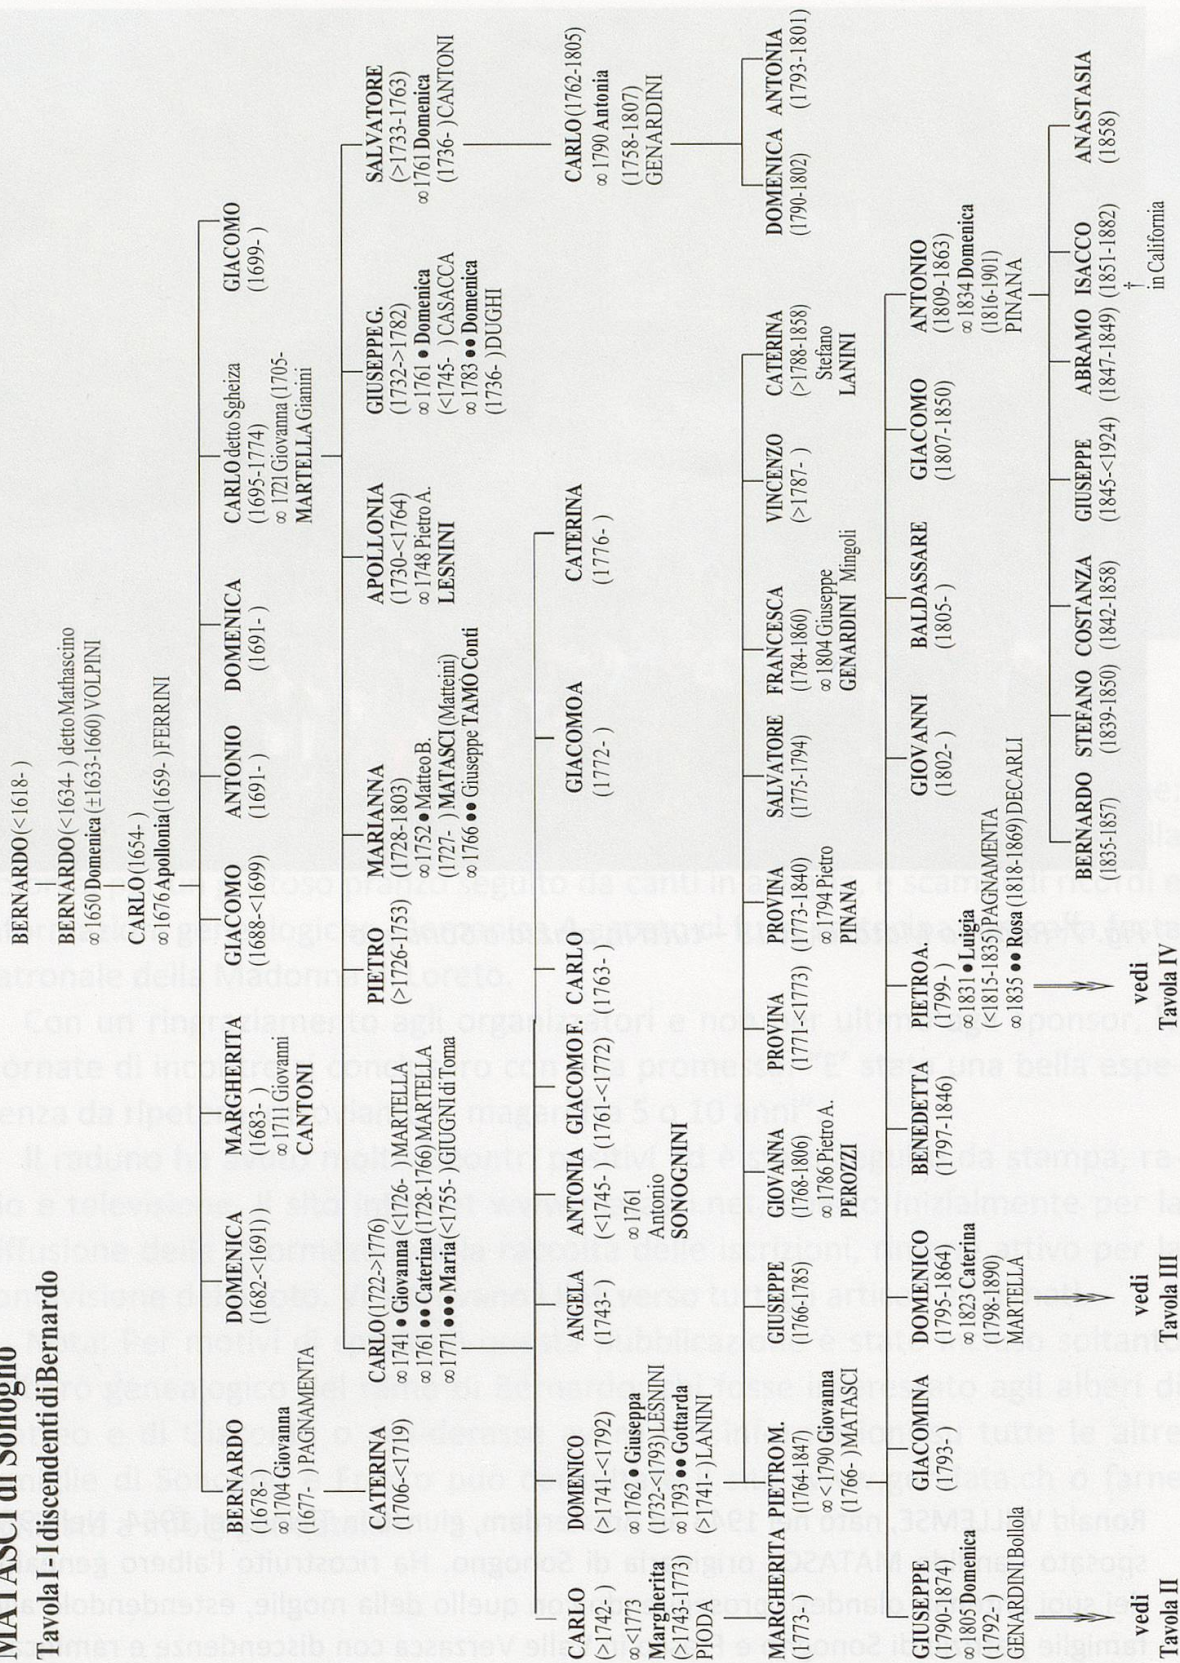 MATASCI di Sonogno
Tavola I - I discendenti di Bernardo
BERNARDO (<1618- )
BERNARDO (<1634- ) detto Mathascino
∞ 1650 Domenica (±1633-1660) VOLPINI
CARLO (1654- )
∞ 1676 Apollonia (1659- ) FERRINI
BERNARDO
(1678-)
∞ 1704 Giovanna
(1677- ) PAGNAMENTA
DOMENICA
(1682-<1691))
MARGHERITA
(1683- )
∞ 1711 Giovanni
CANTONI
GIACOMO
(1688-<1699)
ANTONIO
(1691- )
DOMENICA
(1691- )
CARLO detto Sgheiza
(1695-1774)
∞ 1721 Giovanna (1705-
MARTELLA Gianini
GIACOMO
(1699- )
CATERINA
(1706-<1719)
CARLO (1722->1776)
∞ 1741 ● Giovanna (<1726- ) MARTELLA
∞ 1761 ●● Caterina (1728-1766) MARTELLA
∞ 1771 ●●● Maria (<1755- ) GIUGNI di Toma
PIETRO
(>1726-1753)
MARIANNA
(1728-1803)
∞ 1752 ● Matteo B.
(1727- ) MATASCI (Matteini)
∞ 1766 ●● Giuseppe TAMÒ Conti
APOLLONIA
(1730-<1764)
∞ 1748 Pietro A.
LESNINI
GIUSEPPE G.
(1732->1782)
∞ 1761 ● Domenica
(<1745- ) CASACCA
∞ 1783 ●● Domenica
(1736- ) DUGHI
SALVATORE
(>1733-1763)
∞ 1761 Domenica
(1736- ) CANTONI
CARLO
(>1742- )
∞ <1773
Margherita
(>1743-1773)
PIODA
DOMENICO
(>1741-<1792)
∞ 1762 ● Giuseppa
(1732-<1793) LESNINI
∞ 1793 ●● Gottarda
(>1741- ) LANINI
ANGELA
(1743- )
ANTONIA
(<1745- )
∞ 1761
Antonio
SONOGNINI
GIACOMO F.
(1761-<1772)
CARLO
(1763- )
GIACOMO A
(1772- )
CATERINA
(1776- )
CARLO (1762-1805)
∞ 1790 Antonia
(1758-1807)
GENARDINI
MARGHERITA
(1773- )
PIETRO M.
(1764-1847)
∞ <1790 Giovanna
(1766- ) MATASCI
GIUSEPPE
(1766-1785)
GIOVANNA
(1768-1806)
∞ 1786 Pietro A.
PEROZZI
PROVINA
(1771-<1773)
PROVINA
(1773-1840)
∞ 1794 Pietro
PINANA
SALVATORE
(1775-1794)
FRANCESCA
(1784-1860)
∞ 1804 Giuseppe
GENARDINI Mingoli
VINCENZO
(>1787- )
CATERINA
(>1788-1858)
Stefano
LANINI
DOMENICA
(1790-1802)
ANTONIA
(1793-1801)
GIUSEPPE
(1790-1874)
∞ 1805 Domenica
(1792- )
GENARDINI Bollola
GIACOMINA
(1793- )
DOMENICO
(1795-1864)
∞ 1823 Caterina
(1798-1890)
MARTELLA
BENEDETTA
(1797-1846)
PIETRO A.
(1799- )
∞ 1831 ● Luigia
(<1815-1835) PAGNAMENTA
∞ 1835 ●● Rosa (1818-1869) DECARLI
GIOVANNI
(1802- )
BALDASSARE
(1805- )
GIACOMO
(1807-1850)
ANTONIO
(1809-1863)
∞ 1834 Domenica
(1816-1901)
PINANA
BERNARDO
(1835-1857)
STEFANO
(1839-1850)
COSTANZA
(1842-1858)
GIUSEPPE
(1845-<1924)
ABRAMO
(1847-1849)
ISACCO
(1851-1882)
†
in California
ANASTASIA
(1858)
vedi
Tavola II
vedi
Tavola III
vedi
Tavola IV